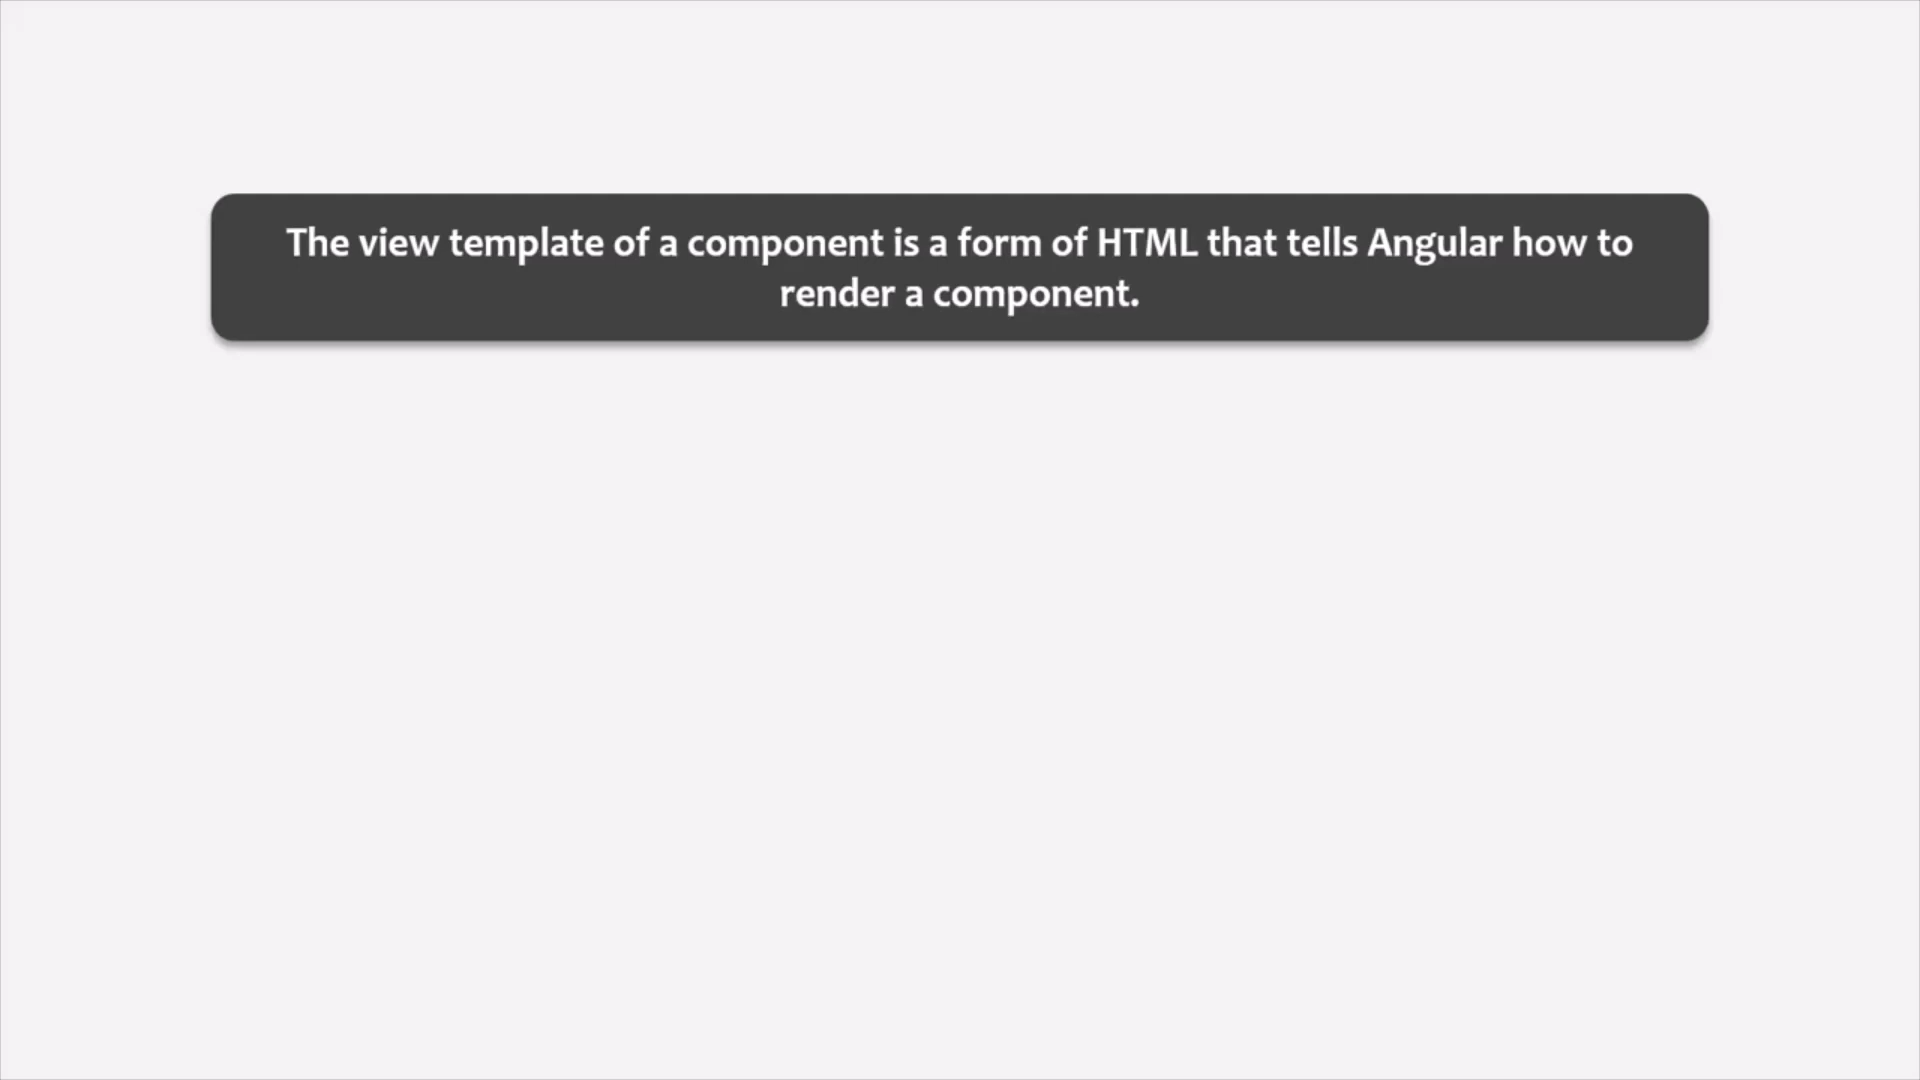 The view template of a component is a form of HTML that tells Angular how to
render a component.